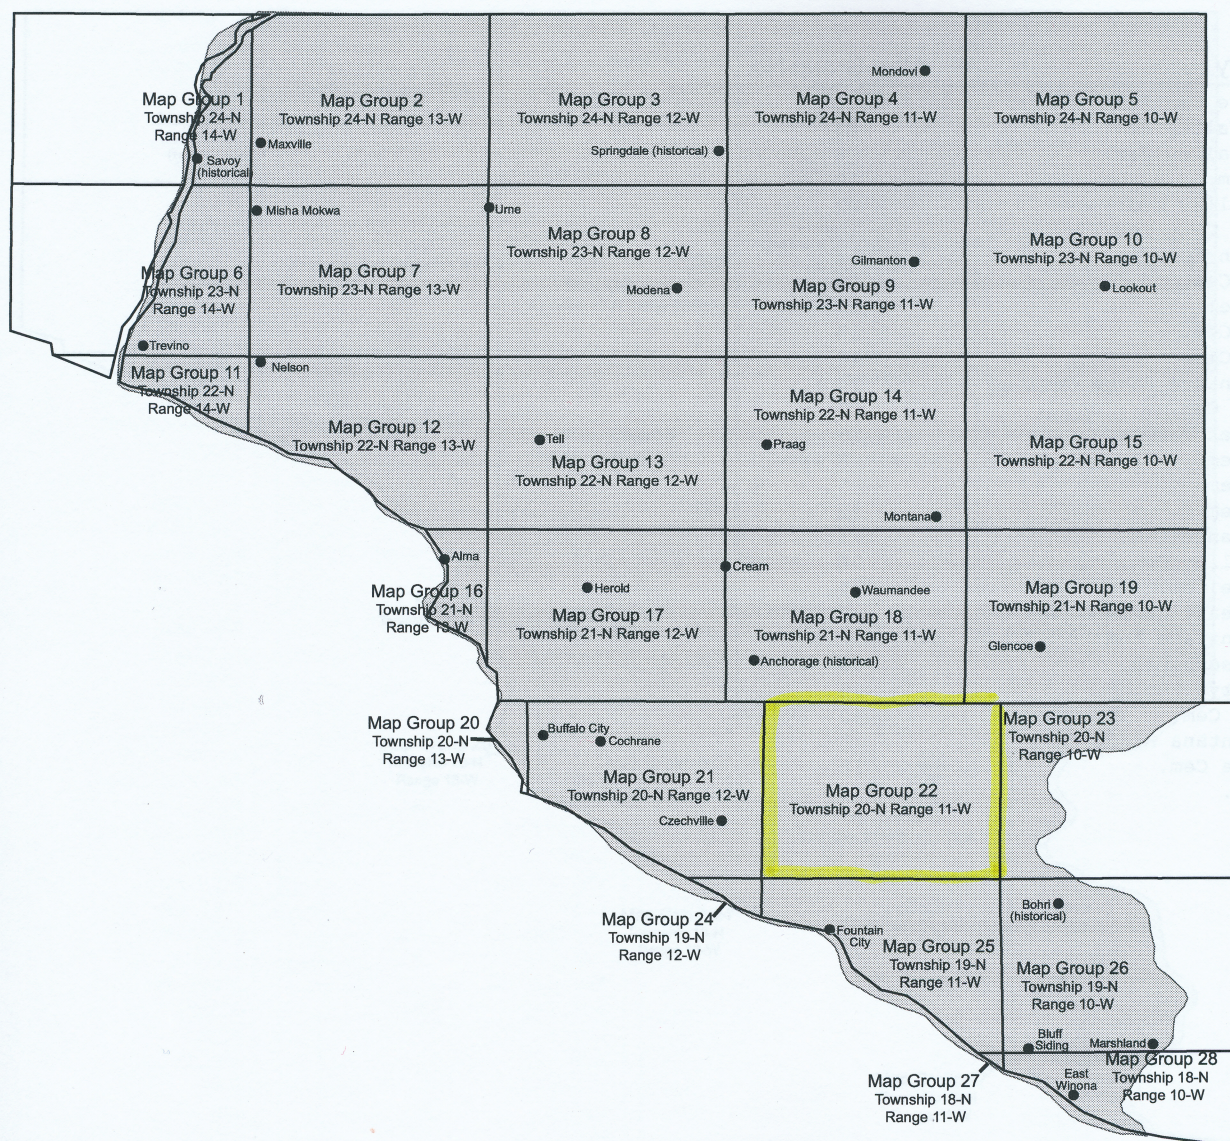 Mondovi
Map Group 1
Township 24-N
Range 14-W
Map Group 2
Township 24-N Range 13-W
Map Group 3
Township 24-N Range 12-W
Map Group 4
Township 24-N Range 11-W
Map Group 5
Township 24-N Range 10-W
Maxville
Springdale (historical)
Savoy
(historical)
Misha Mokwa
Urne
Map Group 8
Township 23-N Range 12-W
Map Group 10
Township 23-N Range 10-W
Gilmanton
Map Group 6
Township 23-N
Range 14-W
Map Group 7
Township 23-N Range 13-W
Modena
Map Group 9
Township 23-N Range 11-W
Lookout
Trevino
Nelson
Map Group 11
Township 22-N
Range 14-W
Map Group 14
Township 22-N Range 11-W
Map Group 12
Township 22-N Range 13-W
Tell
Praag
Map Group 15
Township 22-N Range 10-W
Map Group 13
Township 22-N Range 12-W
Montana
Alma
Cream
Map Group 16
Township 21-N
Range 13-W
Herold
Waumandee
Map Group 19
Township 21-N Range 10-W
Map Group 17
Township 21-N Range 12-W
Map Group 18
Township 21-N Range 11-W
Glencoe
Anchorage (historical)
Map Group 20
Township 20-N
Range 13-W
Buffalo City
Cochrane
Map Group 23
Township 20-N
Range 10-W
Map Group 21
Township 20-N Range 12-W
Map Group 22
Township 20-N Range 11-W
Czechville
Map Group 24
Township 19-N
Range 12-W
Bohri
(historical)
Fountain
City
Map Group 25
Township 19-N
Range 11-W
Map Group 26
Township 19-N
Range 10-W
Bluff
Siding
Marshland
Map Group 28
Township 18-N
Range 10-W
Map Group 27
Township 18-N
Range 11-W
East
Winona